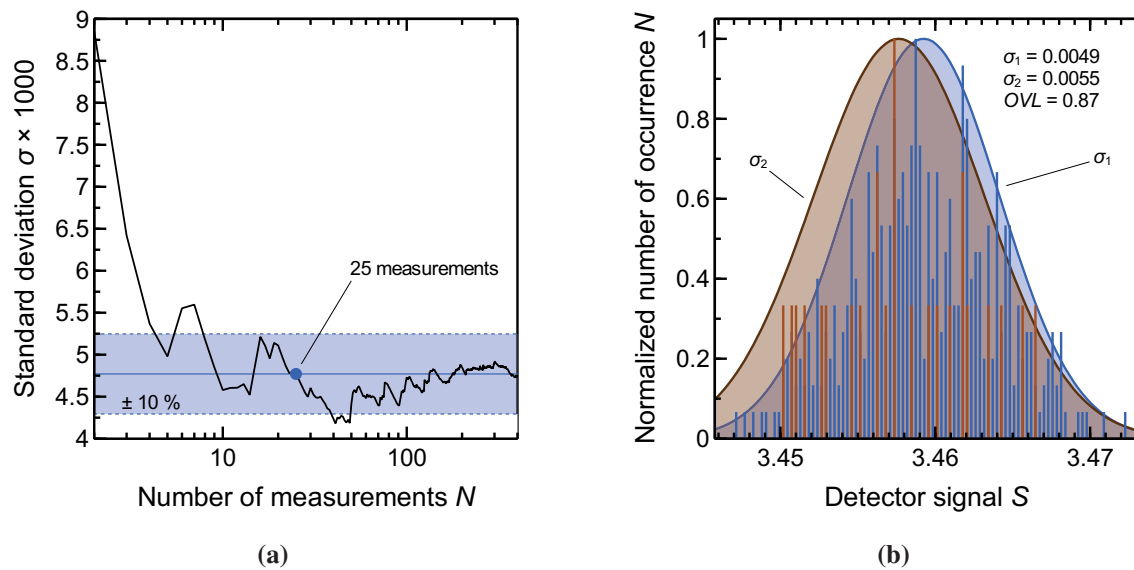 9
8.5
8
7.5
7
6.5
6
5.5
5
4.5
4
Standard deviation σ × 1000
25 measurements
± 10 %
10
100
Number of measurements N
(a)
1
0.8
0.6
0.4
0.2
0
Normalized number of occurrence N
σ1 = 0.0049
σ2 = 0.0055
OVL = 0.87
σ2
σ1
3.45
3.46
3.47
Detector signal S
(b)